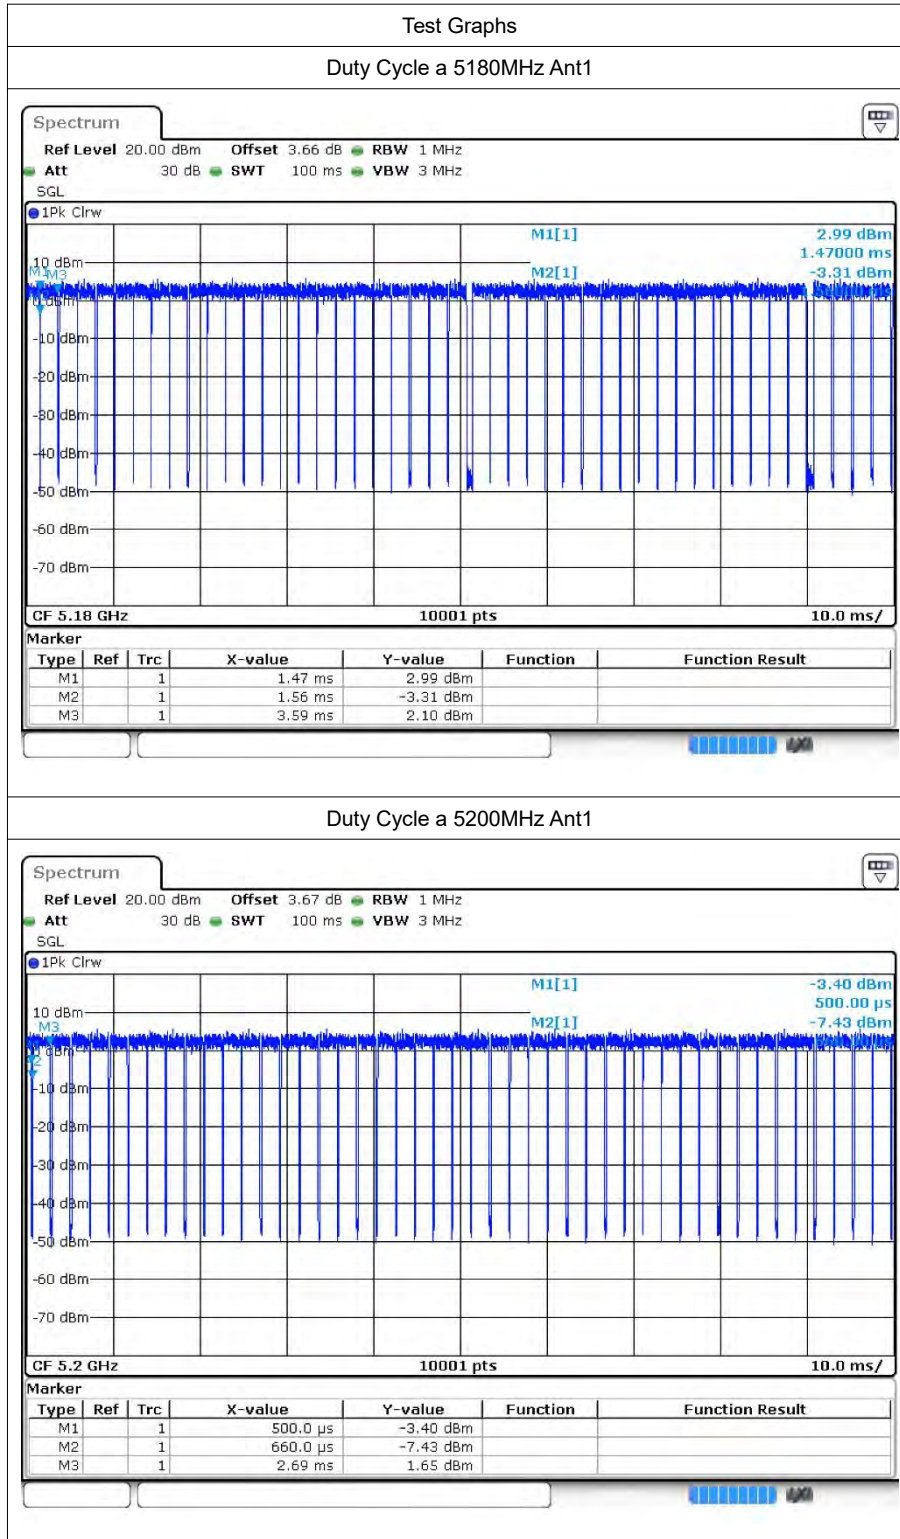 Test Graphs
Duty Cycle a 5180MHz Ant1
Spectrum
Ref Level 20.00 dBm Offset 3.66 dB RBW 1 MHz
Att 30 dB SWT 100 ms VBW 3 MHz
SGL
1Pk Clrw
M1[1] 2.99 dBm
1.47000 ms
10 dBm
M2[1] -3.31 dBm
M1 M3
0 dBm
-10 dBm
-20 dBm
-30 dBm
-40 dBm
-50 dBm
-60 dBm
-70 dBm
CF 5.18 GHz 10001 pts 10.0 ms/
Marker
Type Ref Trc X-value Y-value Function Function Result
M1 1 1.47 ms 2.99 dBm
M2 1 1.56 ms -3.31 dBm
M3 1 3.59 ms 2.10 dBm
Duty Cycle a 5200MHz Ant1
Spectrum
Ref Level 20.00 dBm Offset 3.67 dB RBW 1 MHz
Att 30 dB SWT 100 ms VBW 3 MHz
SGL
1Pk Clrw
M1[1] -3.40 dBm
500.00 µs
10 dBm
M2[1] -7.43 dBm
M3
0 dBm
-10 dBm
-20 dBm
-30 dBm
-40 dBm
-50 dBm
-60 dBm
-70 dBm
CF 5.2 GHz 10001 pts 10.0 ms/
Marker
Type Ref Trc X-value Y-value Function Function Result
M1 1 500.0 µs -3.40 dBm
M2 1 660.0 µs -7.43 dBm
M3 1 2.69 ms 1.65 dBm